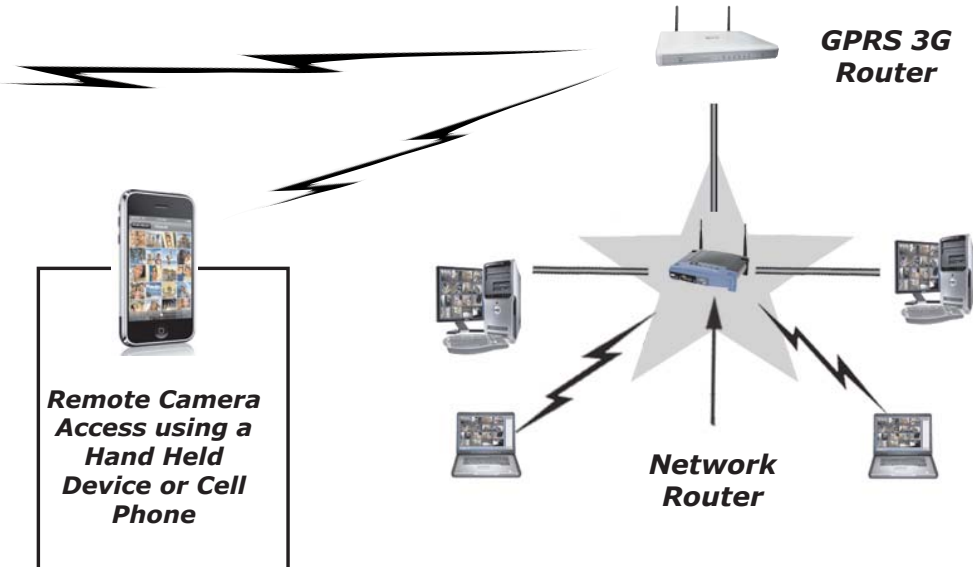 GPRS 3G
Router
Remote Camera
Access using a
Hand Held
Device or Cell
Phone
Network
Router